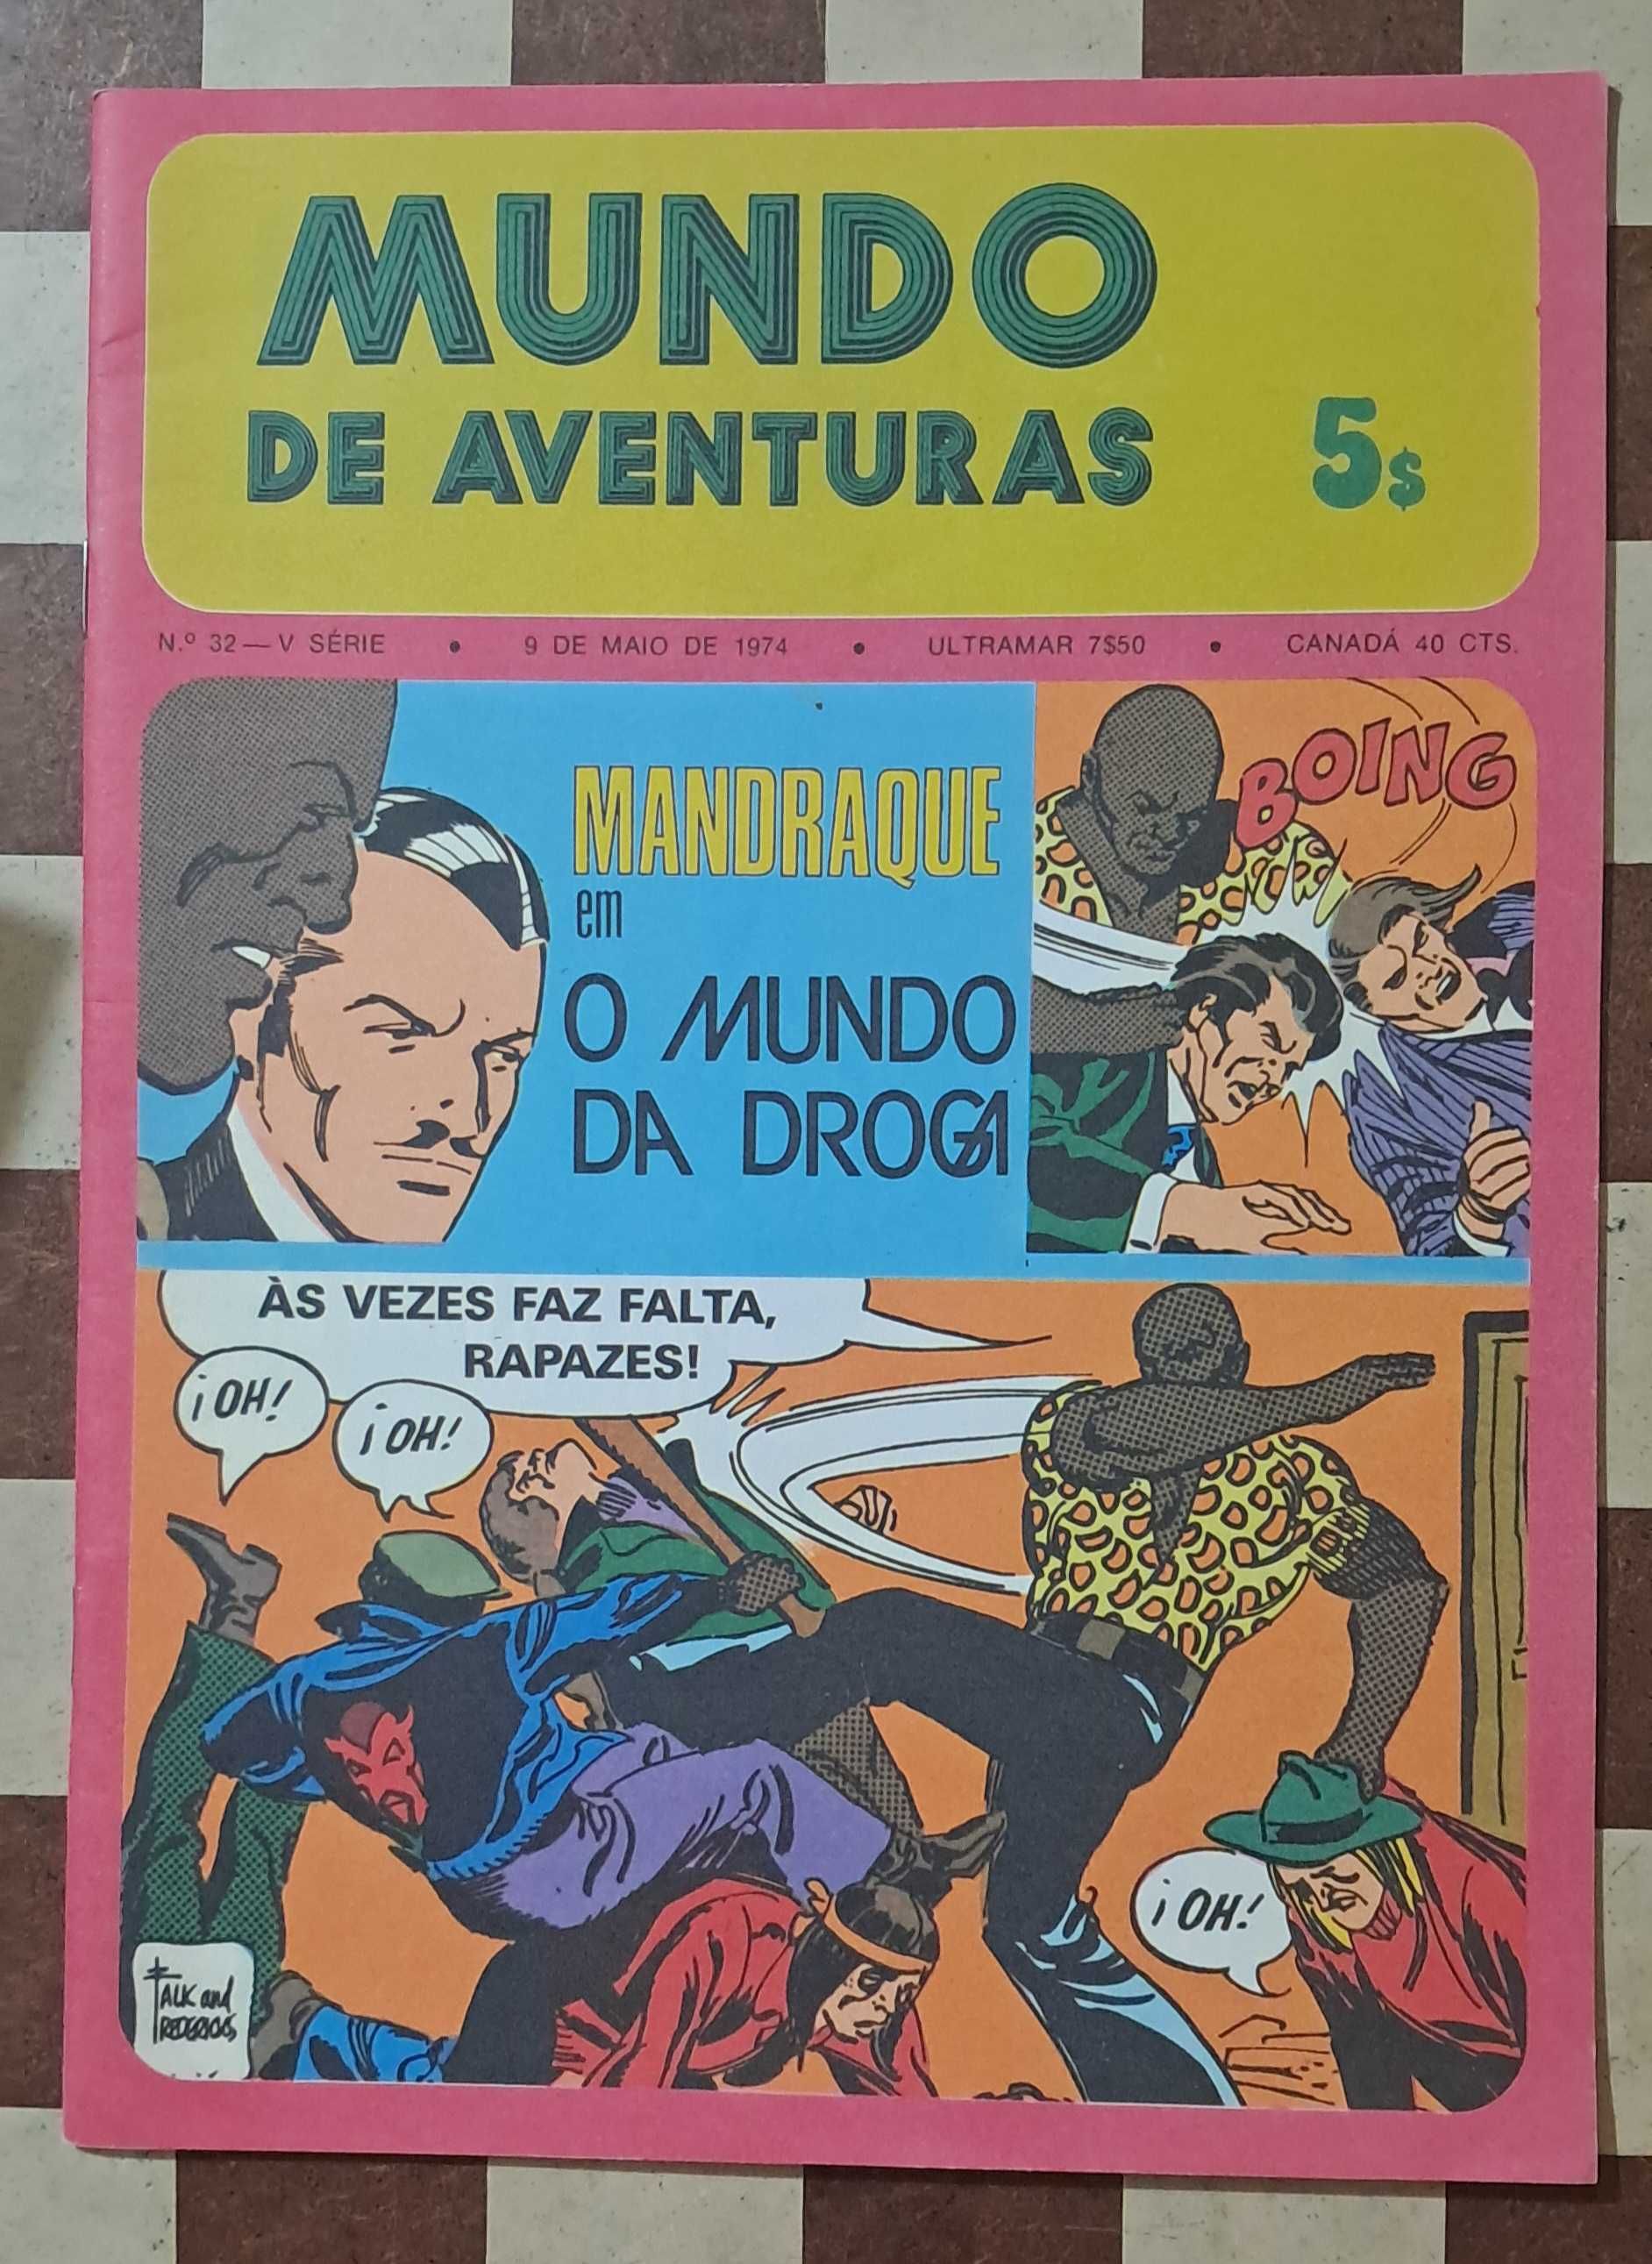 MUNDO
DE AVENTURAS
5$
N.º 32 — V SÉRIE • 9 DE MAIO DE 1974 • ULTRAMAR 7$50 • CANADÁ 40 CTS.
MANDRAQUE
em
O MUNDO
DA DROGA
BOING
ÀS VEZES FAZ FALTA,
RAPAZES!
¡OH!
¡OH!
¡OH!
FALK and
FREDERICKS